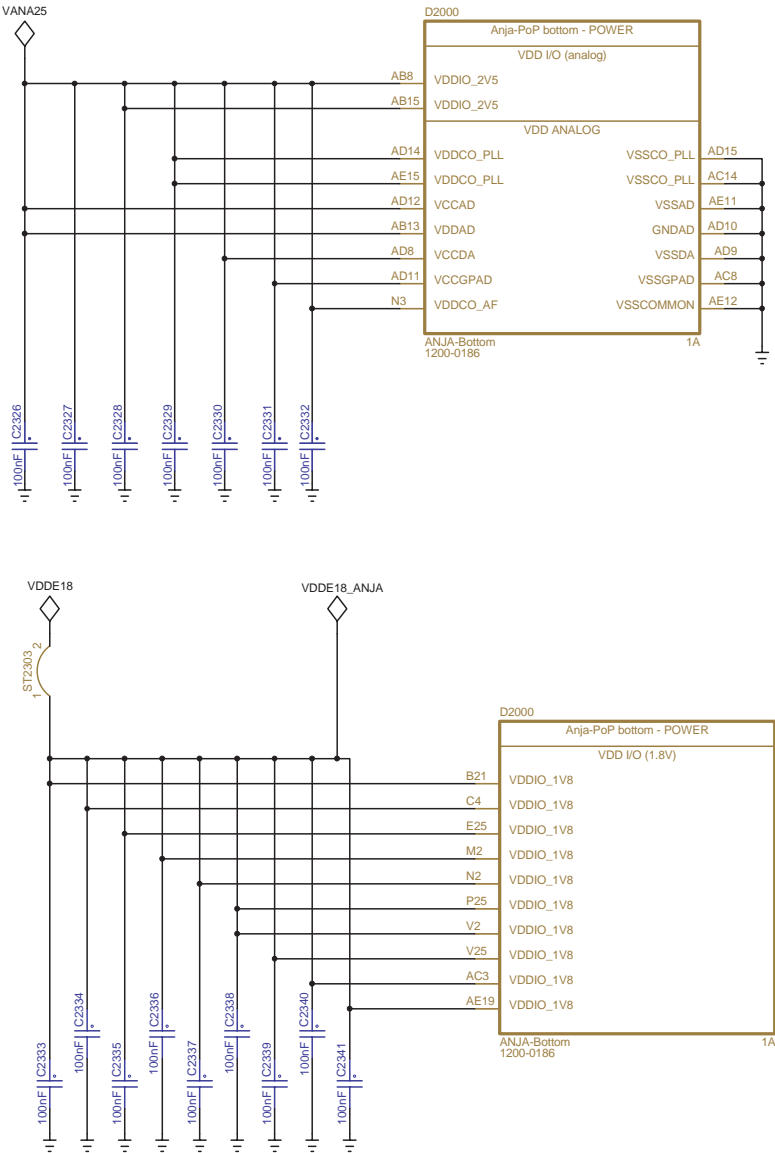 VANA25
D2000
Anja-PoP bottom - POWER
VDD I/O (analog)
AB8 VDDIO_2V5
AB15 VDDIO_2V5
VDD ANALOG
AD14 VDDCO_PLL VSSCO_PLL AD15
AE15 VDDCO_PLL VSSCO_PLL AC14
AD12 VCCAD VSSAD AE11
AB13 VDDAD GNDAD AD10
AD8 VCCDA VSSDA AD9
AD11 VCCGPAD VSSGPAD AC8
N3 VDDCO_AF VSSCOMMON AE12
ANJA-Bottom 1A
1200-0186
C2326 100nF
C2327 100nF
C2328 100nF
C2329 100nF
C2330 100nF
C2331 100nF
C2332 100nF
VDDE18
VDDE18_ANJA
ST2303
2
1
D2000
Anja-PoP bottom - POWER
VDD I/O (1.8V)
B21 VDDIO_1V8
C4 VDDIO_1V8
E25 VDDIO_1V8
M2 VDDIO_1V8
N2 VDDIO_1V8
P25 VDDIO_1V8
V2 VDDIO_1V8
V25 VDDIO_1V8
AC3 VDDIO_1V8
AE19 VDDIO_1V8
ANJA-Bottom 1A
1200-0186
C2333 100nF
C2334 100nF
C2335 100nF
C2336 100nF
C2337 100nF
C2338 100nF
C2339 100nF
C2340 100nF
C2341 100nF